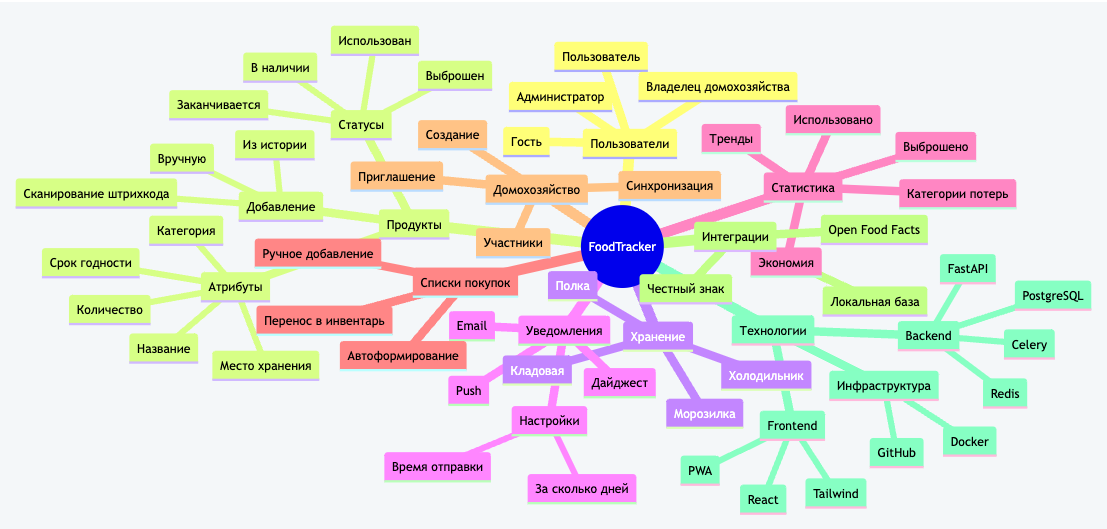 FoodTracker
Пользователи
Пользователь
Администратор
Владелец домохозяйства
Гость
Домохозяйство
Создание
Приглашение
Участники
Синхронизация
Продукты
Статусы
Использован
В наличии
Выброшен
Заканчивается
Добавление
Из истории
Вручную
Сканирование штрихкода
Атрибуты
Категория
Срок годности
Количество
Название
Место хранения
Списки покупок
Ручное добавление
Перенос в инвентарь
Автоформирование
Хранение
Полка
Кладовая
Холодильник
Морозилка
Уведомления
Email
Push
Дайджест
Настройки
Время отправки
За сколько дней
Статистика
Тренды
Использовано
Выброшено
Категории потерь
Экономия
Интеграции
Open Food Facts
Честный знак
Локальная база
Технологии
Backend
FastAPI
PostgreSQL
Celery
Redis
Инфраструктура
Docker
GitHub
Frontend
PWA
React
Tailwind